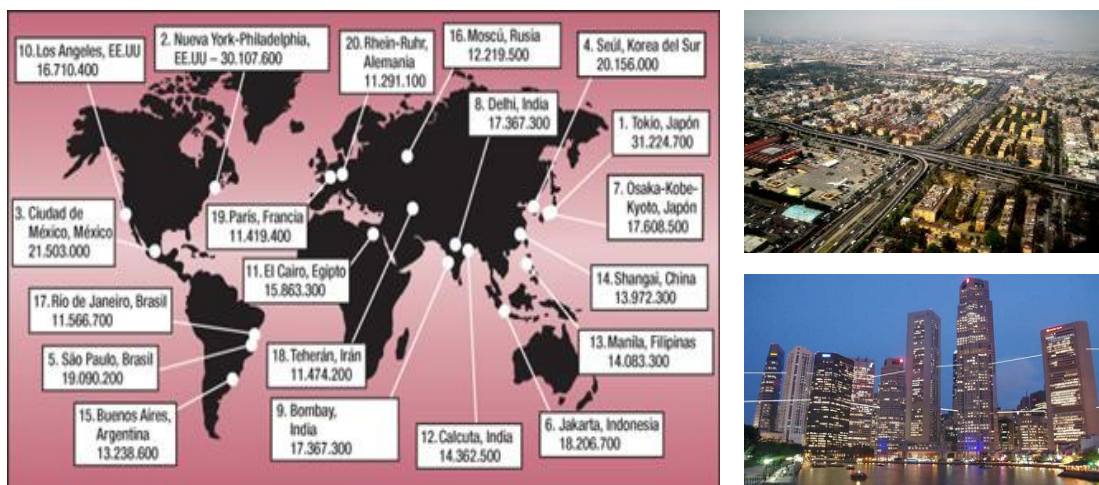 10. Los Angeles, EE.UU
16.710.400
2. Nueva York-Philadelphia,
EE.UU – 30.107.600
20. Rhein-Ruhr,
Alemania
11.291.100
16. Moscú, Rusia
12.219.500
4. Seúl, Korea del Sur
20.156.000
8. Delhi, India
17.367.300
1. Tokio, Japón
31.224.700
7. Osaka-Kobe-
Kyoto, Japón
17.608.500
3. Ciudad de
México, México
21.503.000
19. París, Francia
11.419.400
11. El Cairo, Egipto
15.863.300
14. Shangai, China
13.972.300
17. Río de Janeiro, Brasil
11.566.700
13. Manila, Filipinas
14.083.300
5. São Paulo, Brasil
19.090.200
18. Teherán, Irán
11.474.200
15. Buenos Aires,
Argentina
13.238.600
9. Bombay,
India
17.367.300
12. Calcuta, India
14.362.500
6. Jakarta, Indonesia
18.206.700